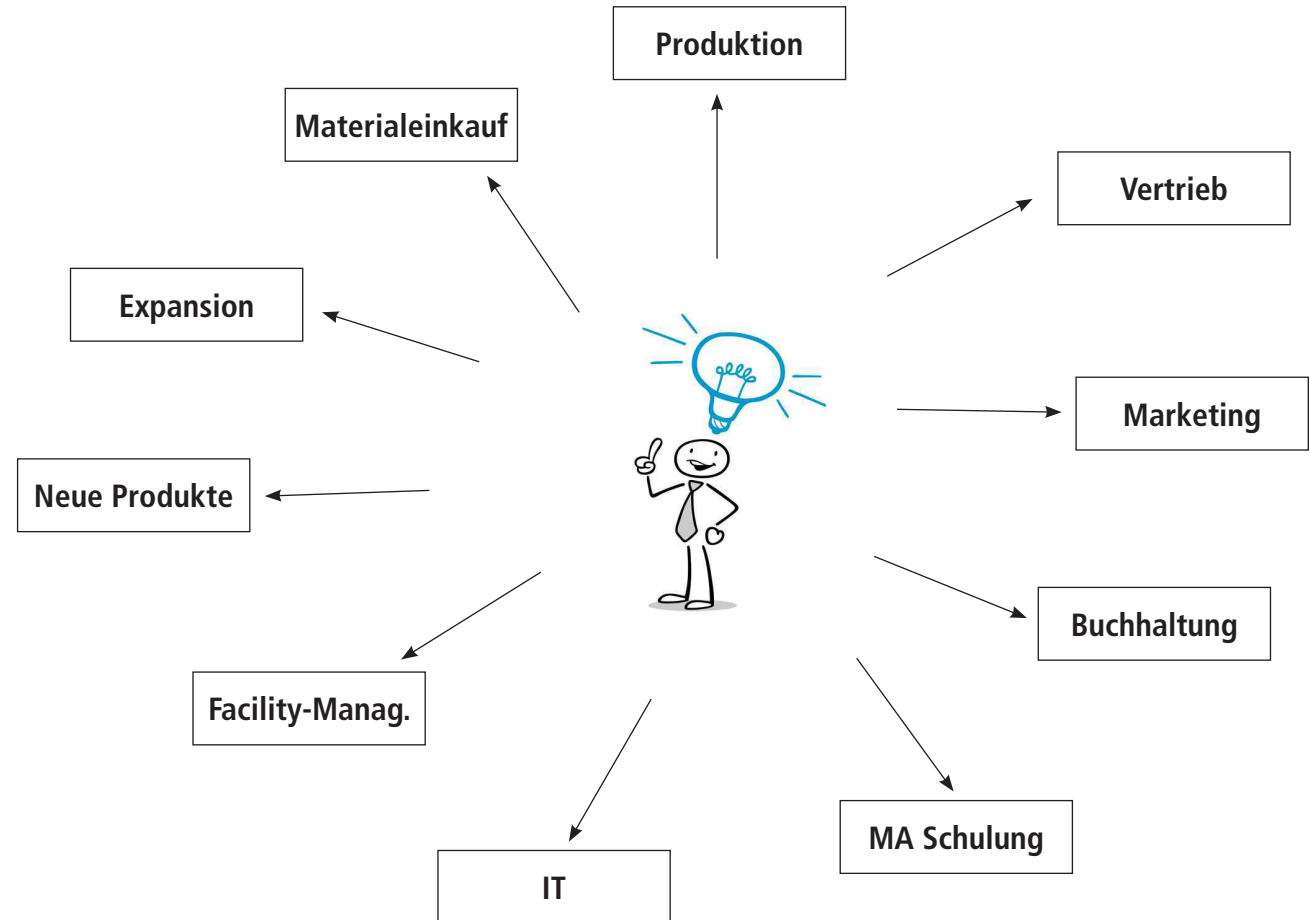 Produktion
Materialeinkauf
Vertrieb
Expansion
Marketing
Neue Produkte
Buchhaltung
Facility-Manag.
MA Schulung
IT